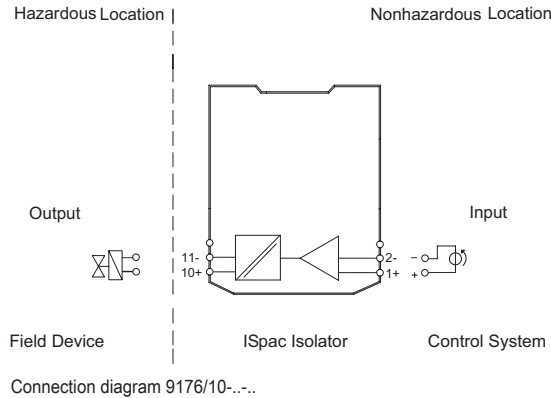 Hazardous Location
Nonhazardous Location
Output
Input
11-
2-
-
10+
1+
+
Field Device
ISpac Isolator
Control System
Connection diagram 9176/10-..-..